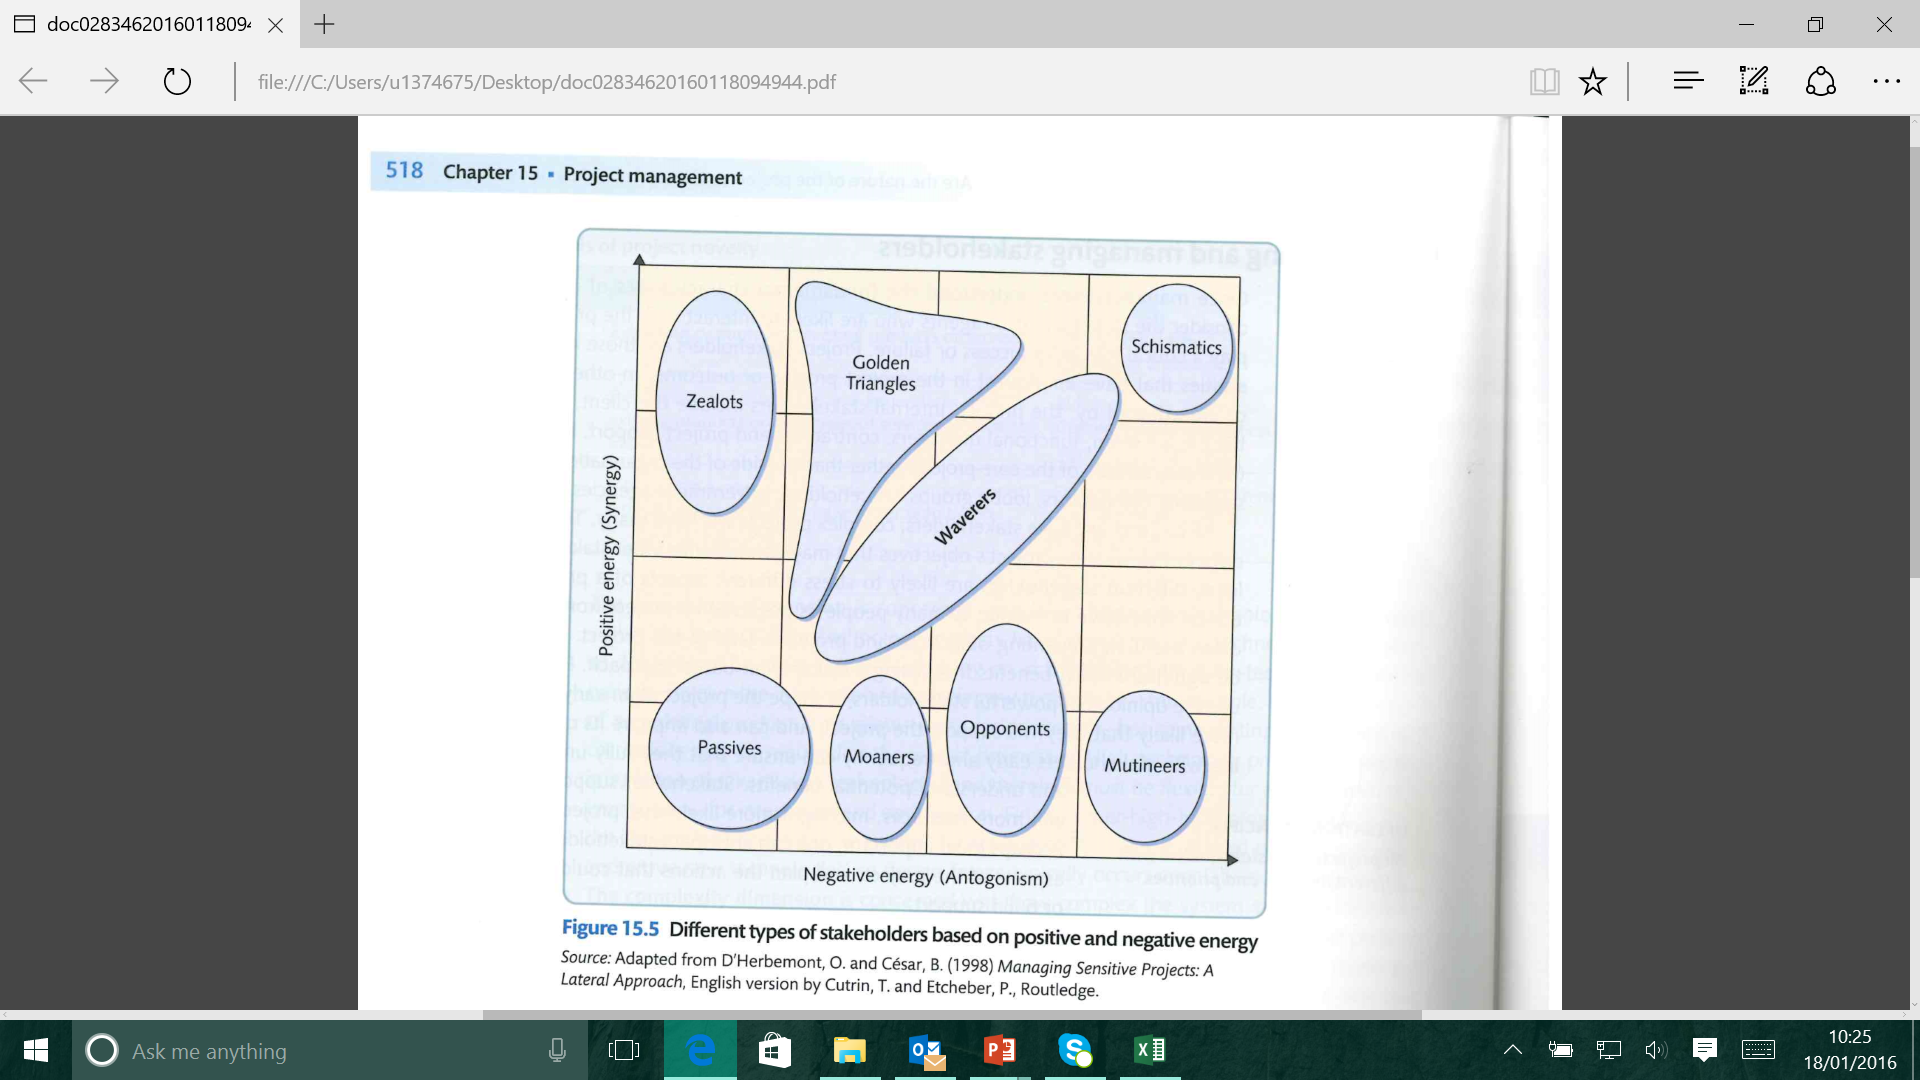 doc02834620160118094
file:///C:/Users/u1374675/Desktop/doc02834620160118094944.pdf
518 Chapter 15 ▪ Project management
Positive energy (Synergy)
Zealots
Golden
Triangles
Schismatics
Waverers
Passives
Moaners
Opponents
Mutineers
Negative energy (Antogonism)
Figure 15.5 Different types of stakeholders based on positive and negative energy
Source: Adapted from D'Herbemont, O. and César, B. (1998) Managing Sensitive Projects: A
Lateral Approach, English version by Cutrin, T. and Etcheber, P., Routledge.
Ask me anything
10:25
18/01/2016